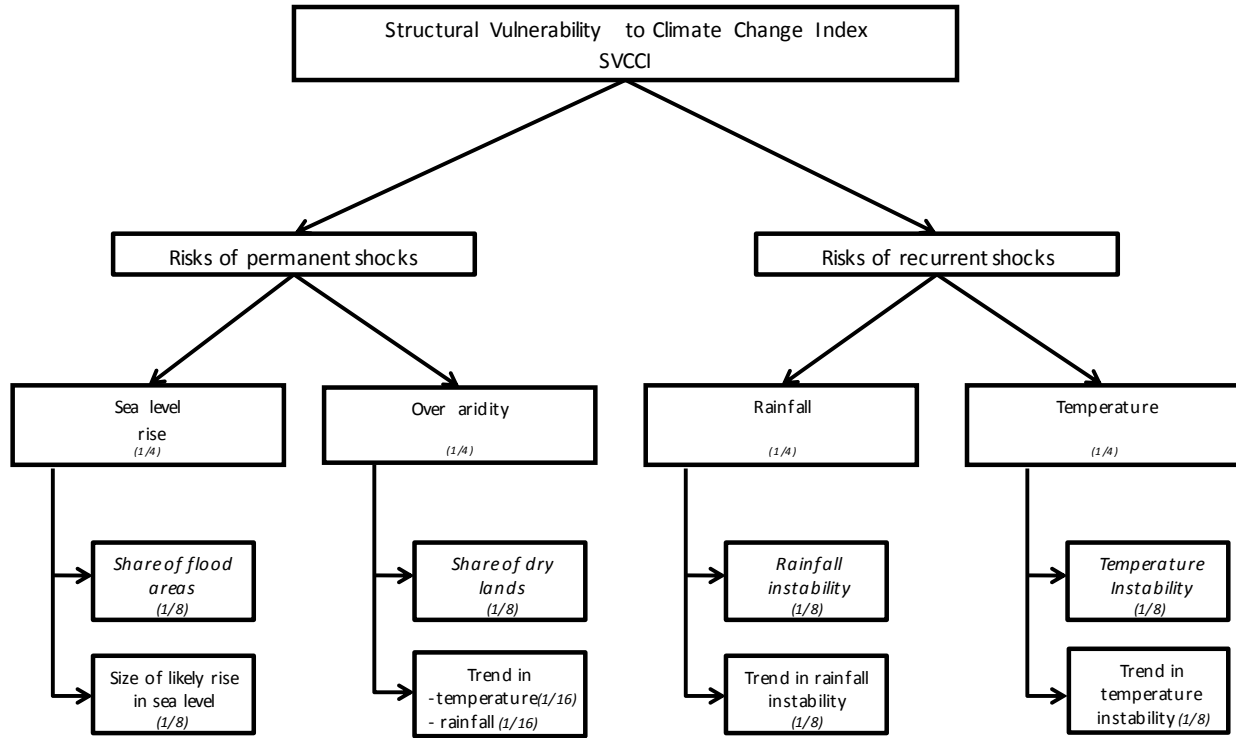 Structural Vulnerability to Climate Change Index
SVCCI
Risks of permanent shocks
Risks of recurrent shocks
Sea level
rise
(1/4)
Over aridity
(1/4)
Rainfall
(1/4)
Temperature
(1/4)
Share of flood
areas
(1/8)
Share of dry
lands
(1/8)
Rainfall
instability
(1/8)
Temperature
Instability
(1/8)
Size of likely rise
in sea level
(1/8)
Trend in
-temperature(1/16)
- rainfall (1/16)
Trend in rainfall
instability
(1/8)
Trend in
temperature
instability (1/8)